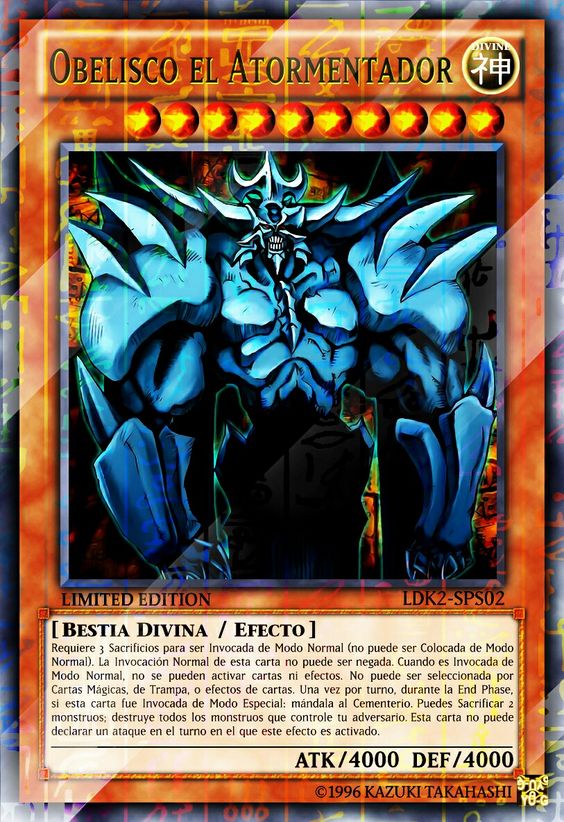 OBELISCO EL ATORMENTADOR
DIVINE
神
LIMITED EDITION
LDK2-SPS02
[ BESTIA DIVINA / EFECTO ]
Requiere 3 Sacrificios para ser Invocada de Modo Normal (no puede ser Colocada de Modo
Normal). La Invocación Normal de esta carta no puede ser negada. Cuando es Invocada de
Modo Normal, no se pueden activar cartas ni efectos. No puede ser seleccionada por
Cartas Mágicas, de Trampa, o efectos de cartas. Una vez por turno, durante la End Phase,
si esta carta fue Invocada de Modo Especial: mándala al Cementerio. Puedes Sacrificar 2
monstruos; destruye todos los monstruos que controle tu adversario. Esta carta no puede
declarar un ataque en el turno en el que este efecto es activado.
ATK/4000 DEF/4000
©1996 KAZUKI TAKAHASHI